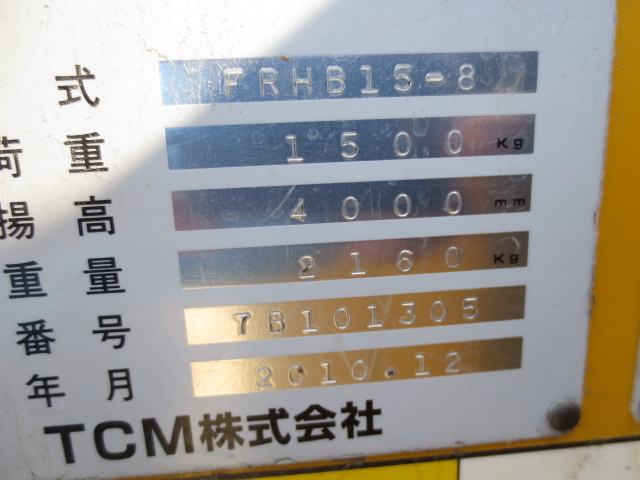 式 FRHB15-8
荷重 1500 Kg
揚高 4000 mm
重量 2160 Kg
番号 7B101305
年月 2010.12
TCM株式会社